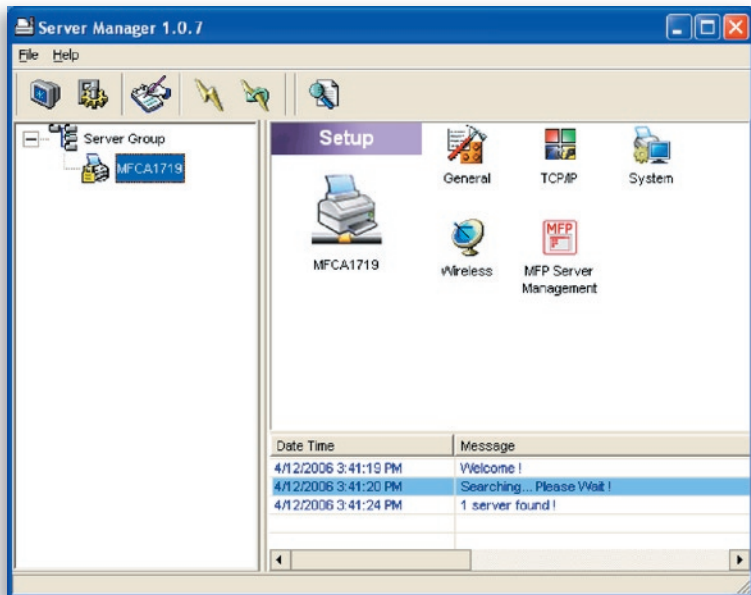 Server Manager 1.0.7
File Help
Server Group
MFCA1719
Setup
MFCA1719
General
TCP/IP
System
Wireless
MFP
MFP Server
Management
Date Time Message
4/12/2006 3:41:19 PM Welcome !
4/12/2006 3:41:20 PM Searching... Please Wait !
4/12/2006 3:41:24 PM 1 server found !